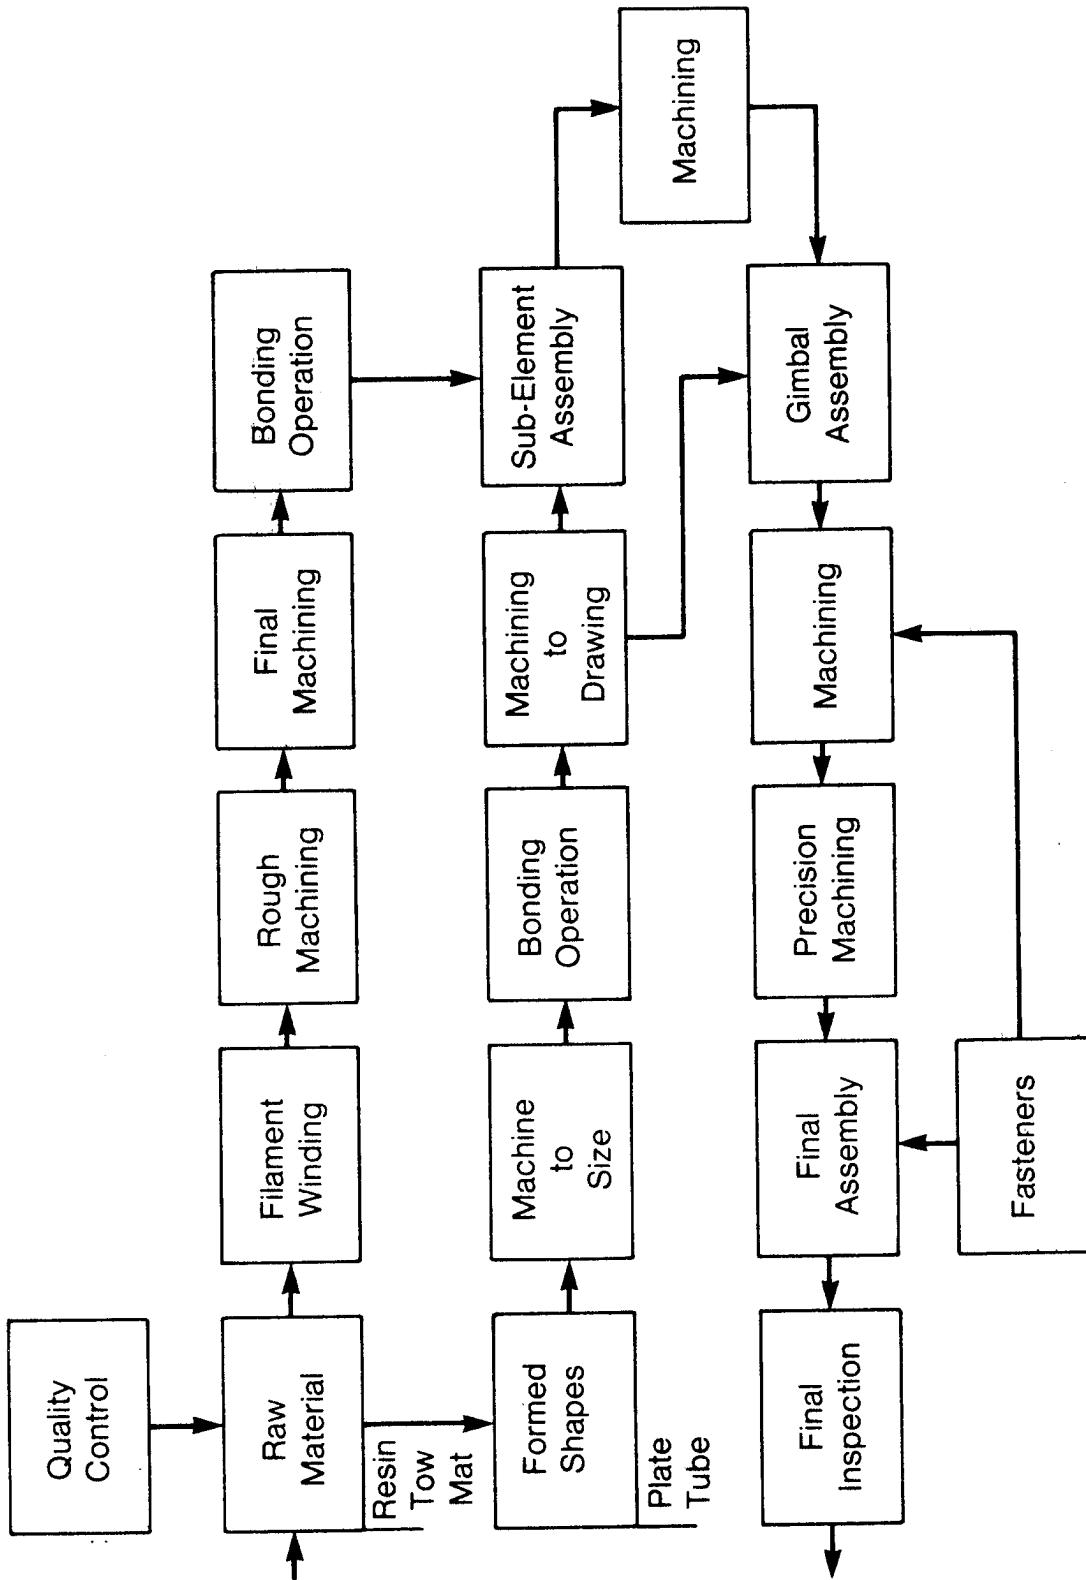 Quality
Control
Raw
Material
Resin
Tow
Mat
Filament
Winding
Rough
Machining
Final
Machining
Bonding
Operation
Formed
Shapes
Plate
Tube
Machine
to
Size
Bonding
Operation
Machining
to
Drawing
Sub-Element
Assembly
Machining
Final
Inspection
Final
Assembly
Precision
Machining
Machining
Gimbal
Assembly
Fasteners